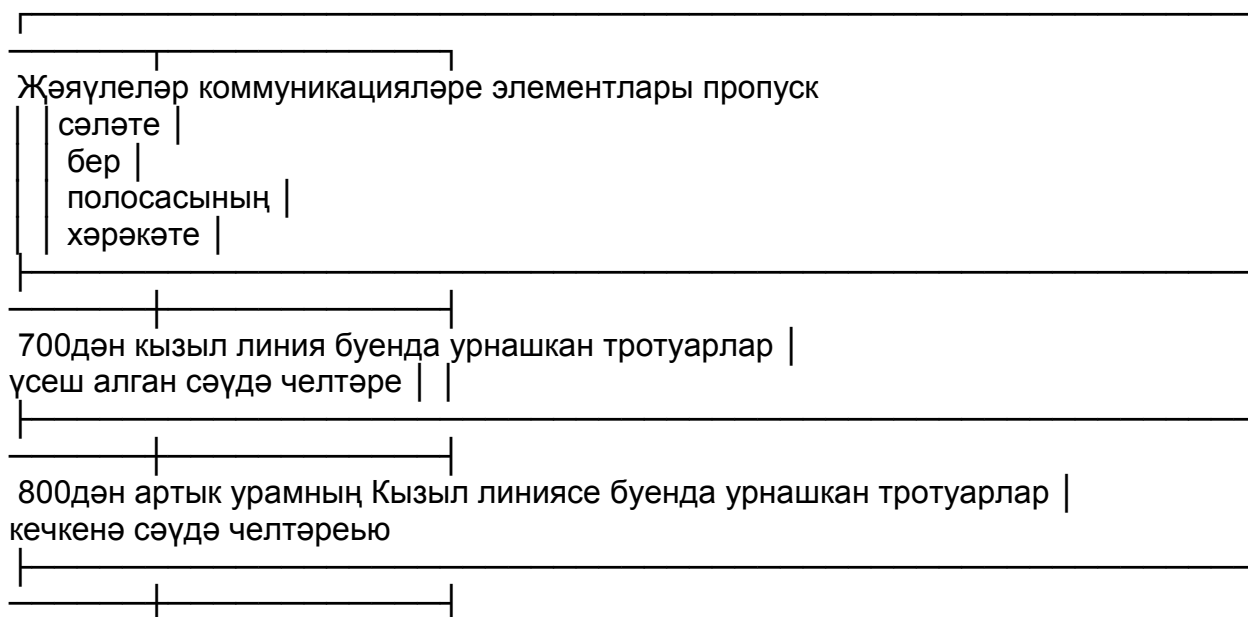 Җәяүлеләр коммуникацияләре элементлары пропуск
│ │ сәләте │
│ │ бер │
│ │ полосасының │
│ │ хәрәкәте │
700дән кызыл линия буенда урнашкан тротуарлар │
үсеш алган сәүдә челтәре │ │
800дән артык урамның Кызыл линиясе буенда урнашкан тротуарлар │
кечкенә сәүдә челтәреью